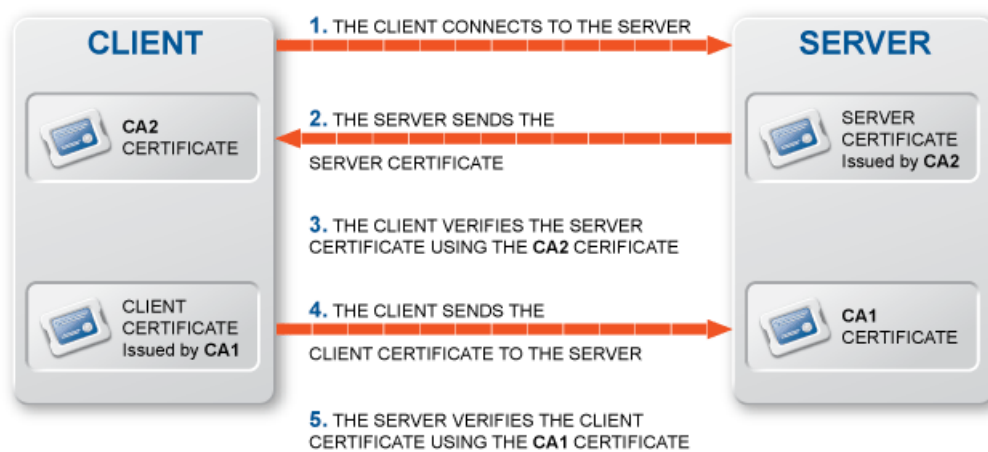 CLIENT
1. THE CLIENT CONNECTS TO THE SERVER
SERVER
CA2
CERTIFICATE
2. THE SERVER SENDS THE
SERVER CERTIFICATE
SERVER
CERTIFICATE
Issued by CA2
3. THE CLIENT VERIFIES THE SERVER
CERTIFICATE USING THE CA2 CERIFICATE
CLIENT
CERTIFICATE
Issued by CA1
4. THE CLIENT SENDS THE
CLIENT CERTIFICATE TO THE SERVER
CA1
CERTIFICATE
5. THE SERVER VERIFIES THE CLIENT
CERTIFICATE USING THE CA1 CERTIFICATE